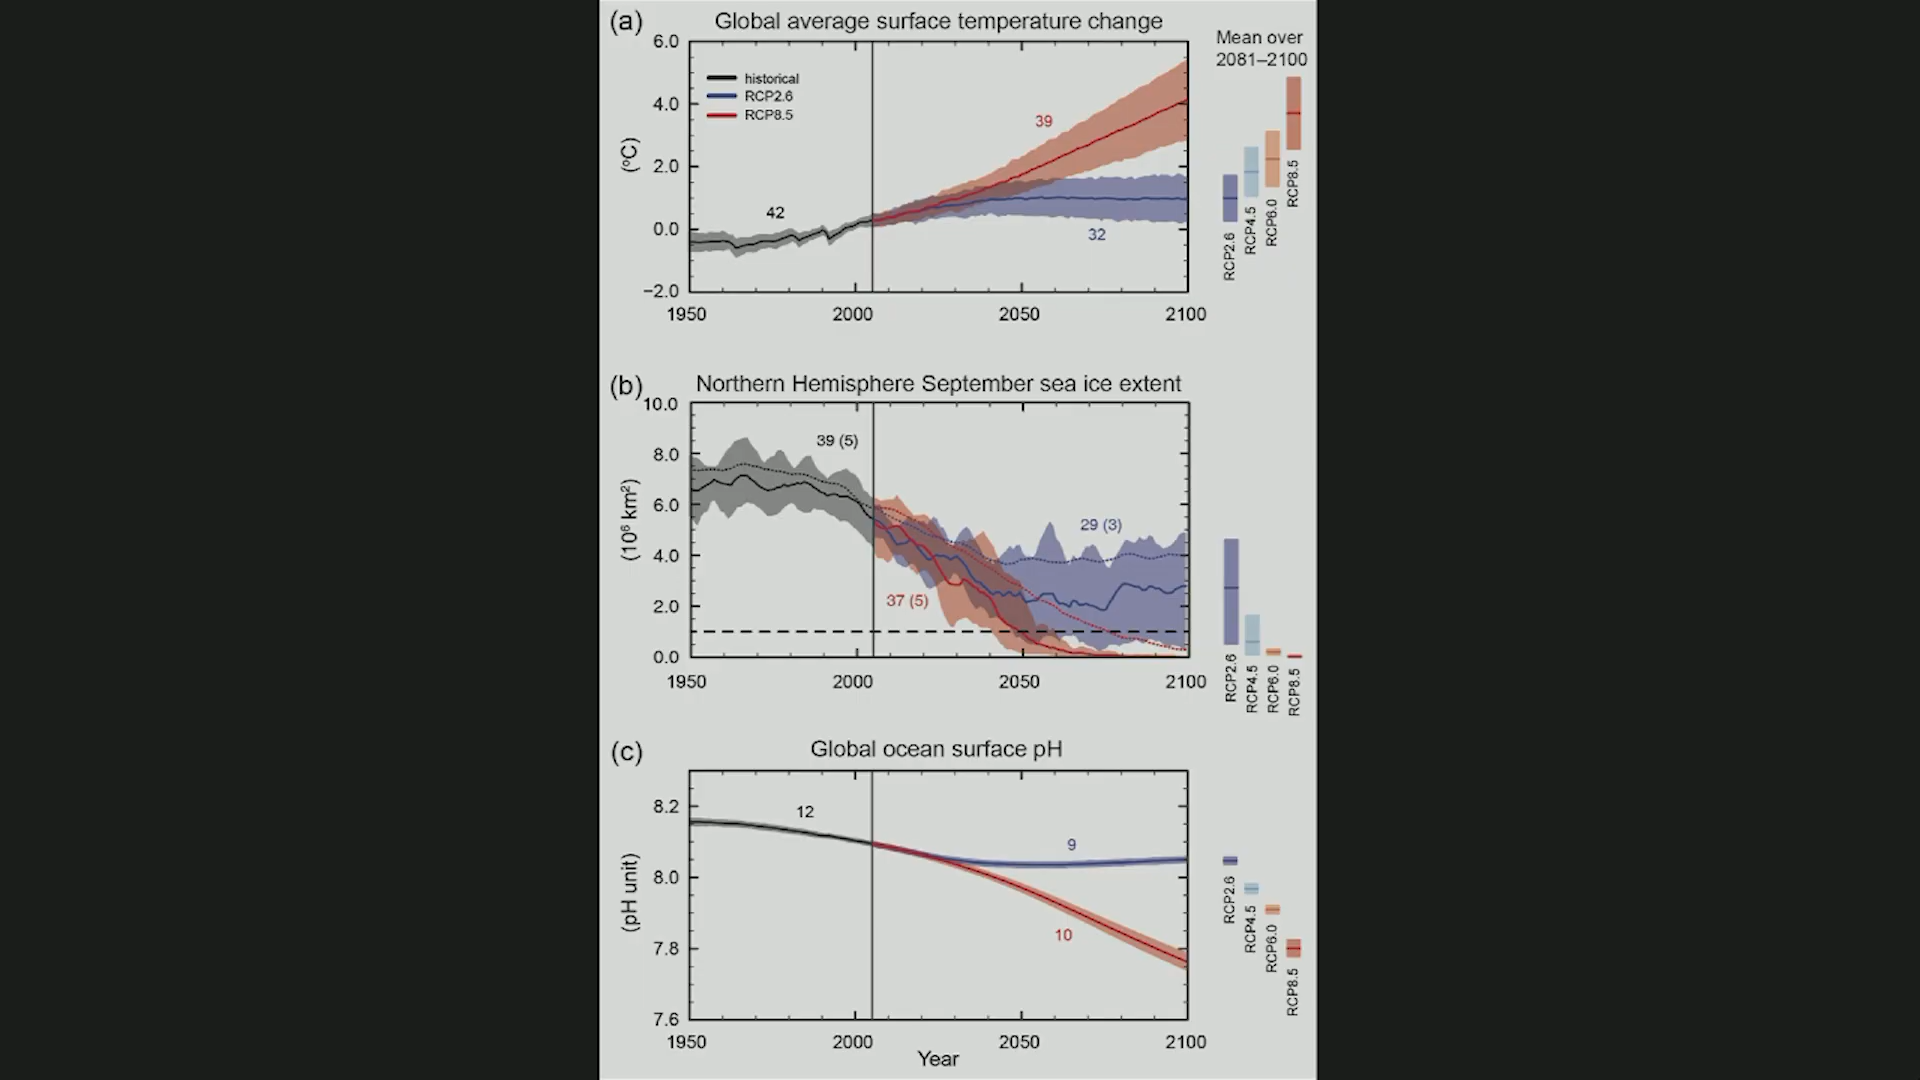 (a) Global average surface temperature change
Mean over
2081–2100
6.0
4.0
2.0
0.0
−2.0
(ºC)
historical
RCP2.6
RCP8.5
42
39
32
1950 2000 2050 2100
RCP2.6
RCP4.5
RCP6.0
RCP8.5
(b) Northern Hemisphere September sea ice extent
10.0
8.0
6.0
4.0
2.0
0.0
(10⁶ km²)
39 (5)
29 (3)
37 (5)
1950 2000 2050 2100
RCP2.6
RCP4.5
RCP6.0
RCP8.5
(c) Global ocean surface pH
8.2
8.0
7.8
7.6
(pH unit)
12
9
10
1950 2000 2050 2100
Year
RCP2.6
RCP4.5
RCP6.0
RCP8.5